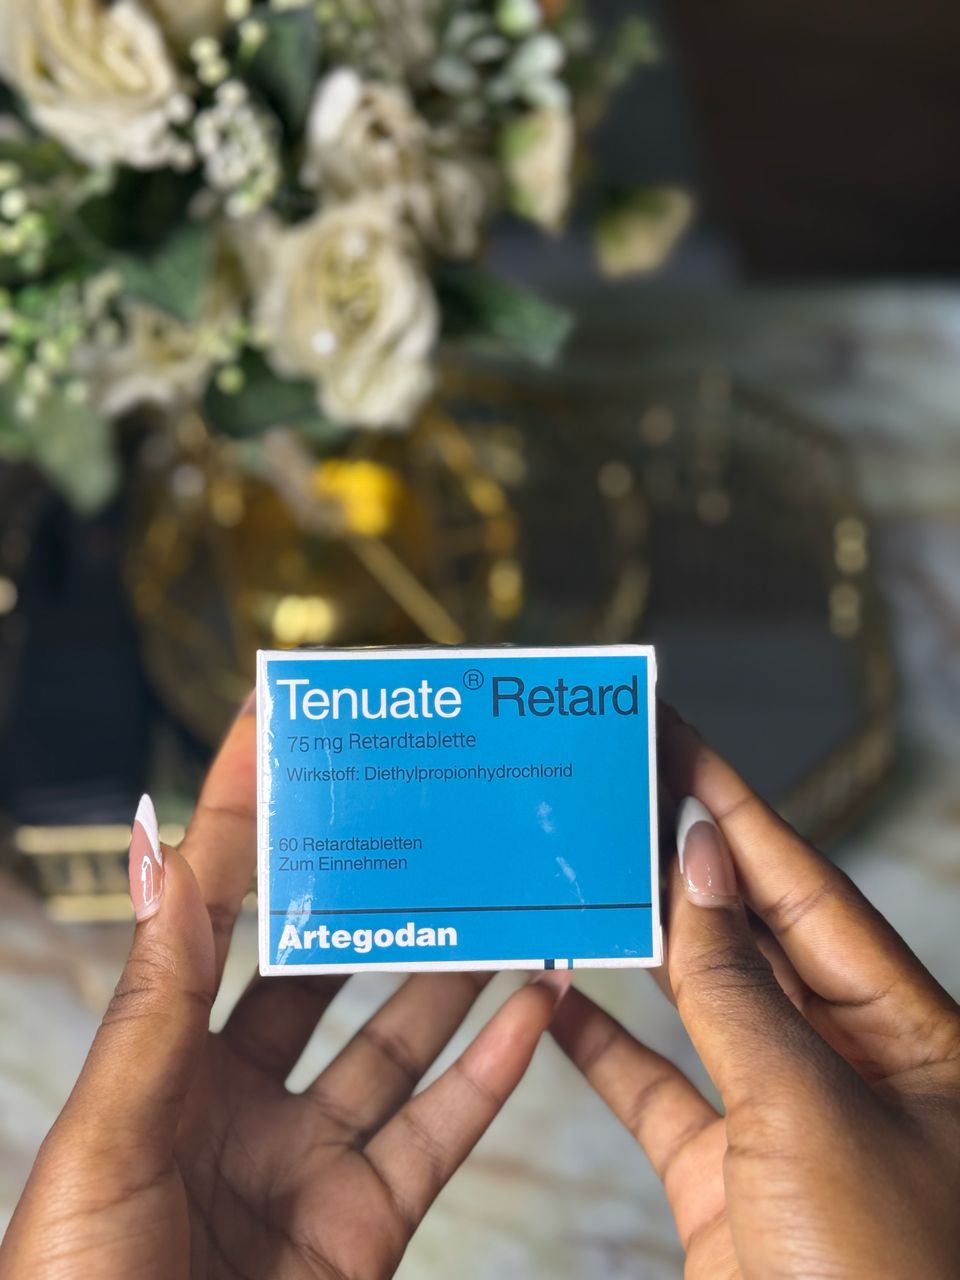 Tenuate® Retard
75 mg Retardtablette
Wirkstoff: Diethylpropionhydrochlorid
60 Retardtabletten
Zum Einnehmen
Artegodan